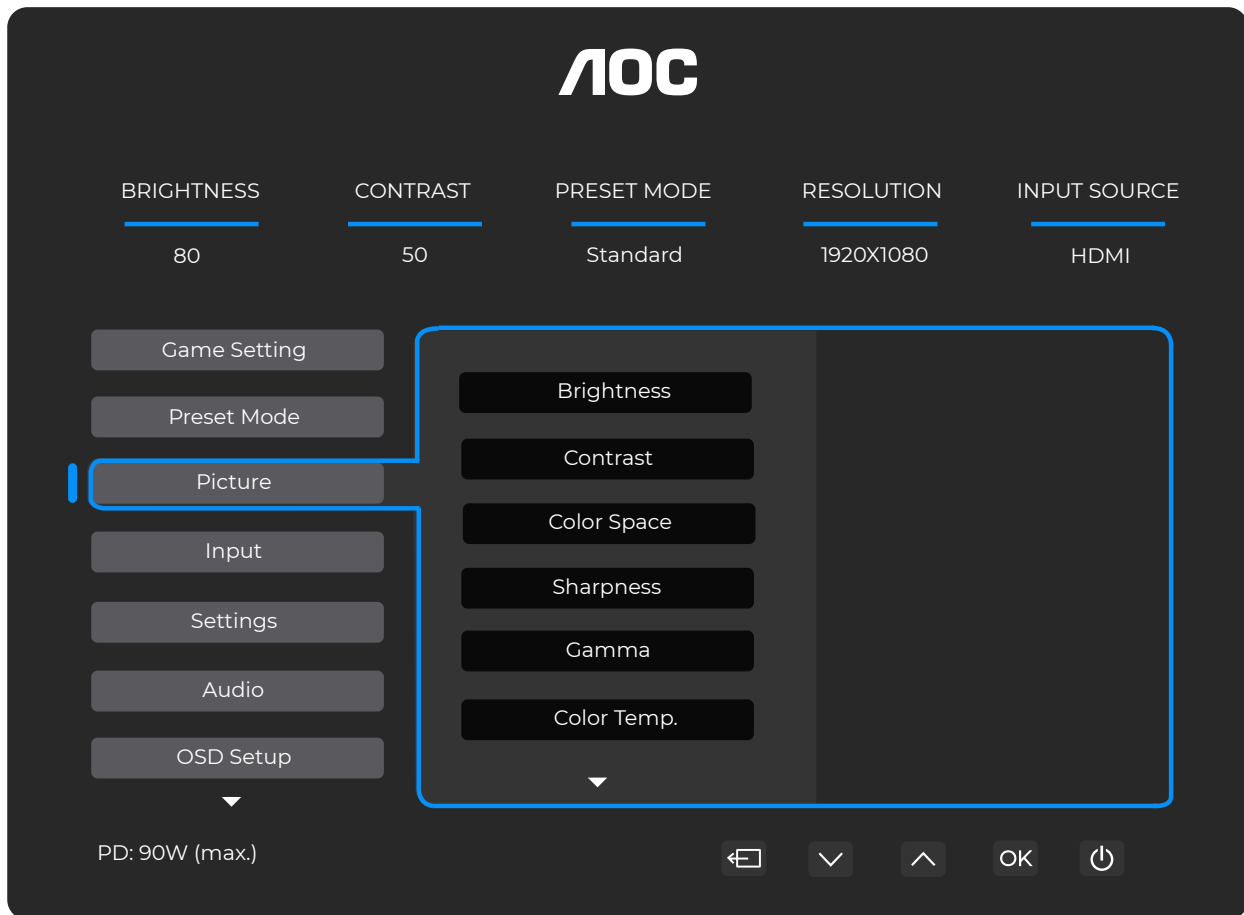 AOC
BRIGHTNESS CONTRAST PRESET MODE RESOLUTION INPUT SOURCE
80 50 Standard 1920X1080 HDMI
Game Setting
Preset Mode
Picture
Input
Settings
Audio
OSD Setup
Brightness
Contrast
Color Space
Sharpness
Gamma
Color Temp.
PD: 90W (max.)
OK